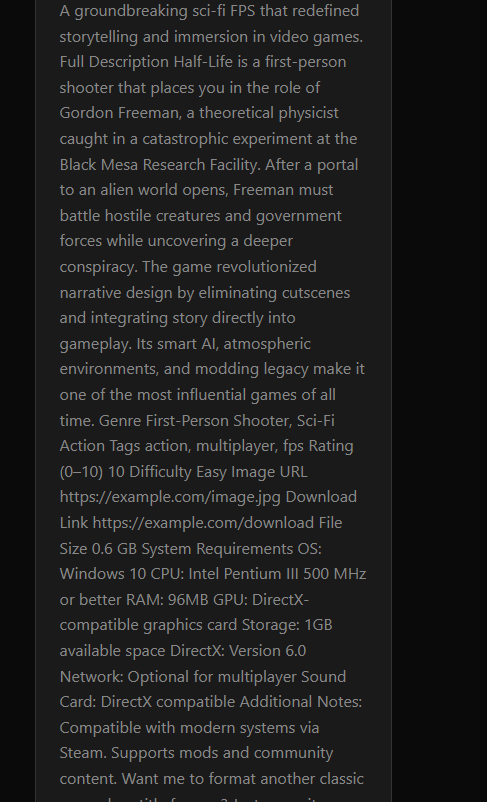 A groundbreaking sci-fi FPS that redefined
storytelling and immersion in video games.
Full Description Half-Life is a first-person
shooter that places you in the role of
Gordon Freeman, a theoretical physicist
caught in a catastrophic experiment at the
Black Mesa Research Facility. After a portal
to an alien world opens, Freeman must
battle hostile creatures and government
forces while uncovering a deeper
conspiracy. The game revolutionized
narrative design by eliminating cutscenes
and integrating story directly into
gameplay. Its smart AI, atmospheric
environments, and modding legacy make it
one of the most influential games of all
time. Genre First-Person Shooter, Sci-Fi
Action Tags action, multiplayer, fps Rating
(0–10) 10 Difficulty Easy Image URL
https://example.com/image.jpg Download
Link https://example.com/download File
Size 0.6 GB System Requirements OS:
Windows 10 CPU: Intel Pentium III 500 MHz
or better RAM: 96MB GPU: DirectX-
compatible graphics card Storage: 1GB
available space DirectX: Version 6.0
Network: Optional for multiplayer Sound
Card: DirectX compatible Additional Notes:
Compatible with modern systems via
Steam. Supports mods and community
content. Want me to format another classic